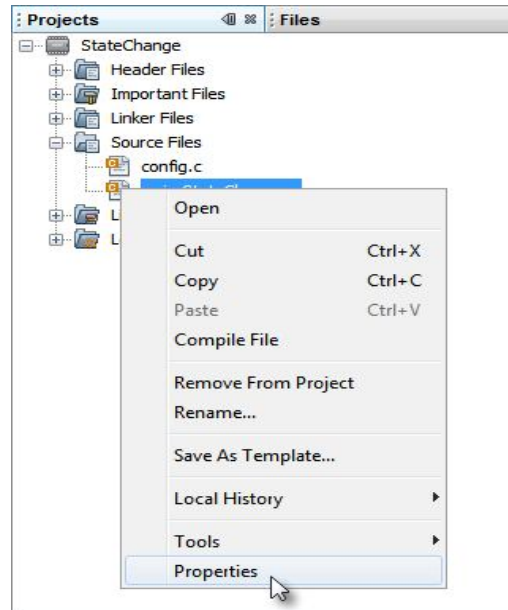 Projects Files
StateChange
Header Files
Important Files
Linker Files
Source Files
config.c
Open
Cut Ctrl+X
Copy Ctrl+C
Paste Ctrl+V
Compile File
Remove From Project
Rename...
Save As Template...
Local History
Tools
Properties